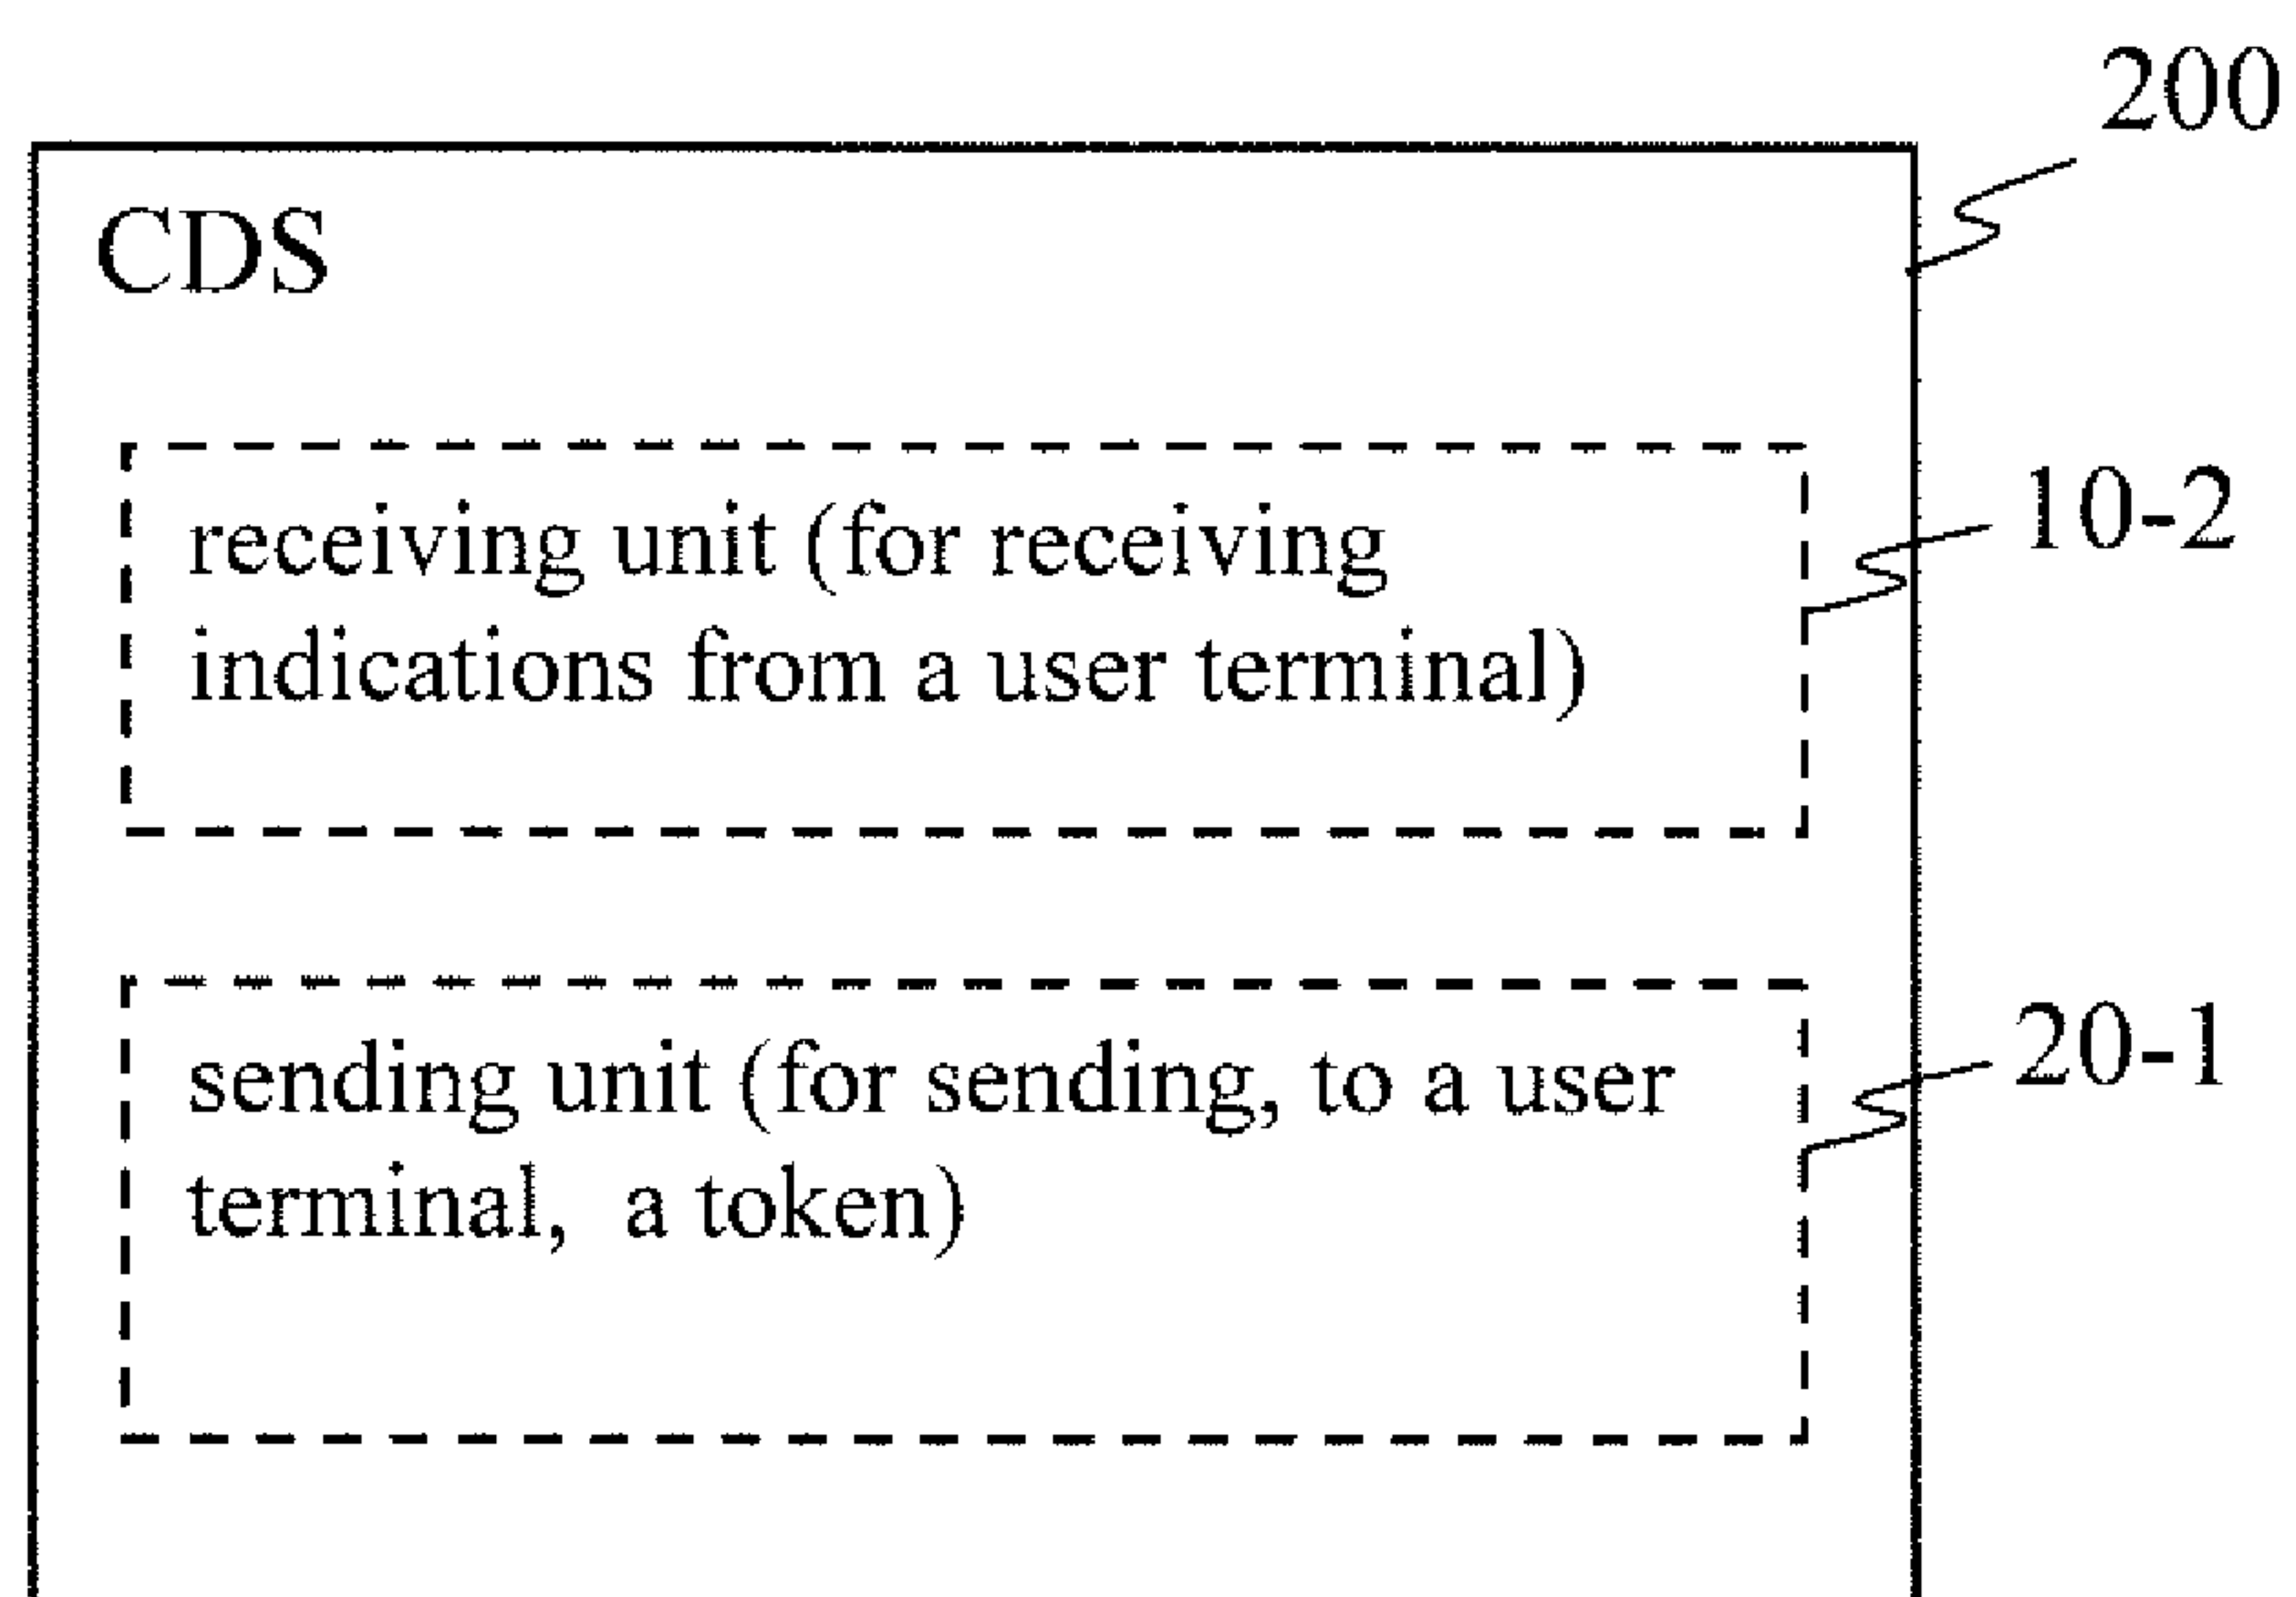 200
CDS
receiving unit (for receiving
10-2
indications from a user terminal)
sending unit (for sending, to a user
20-1
terminal, a token)